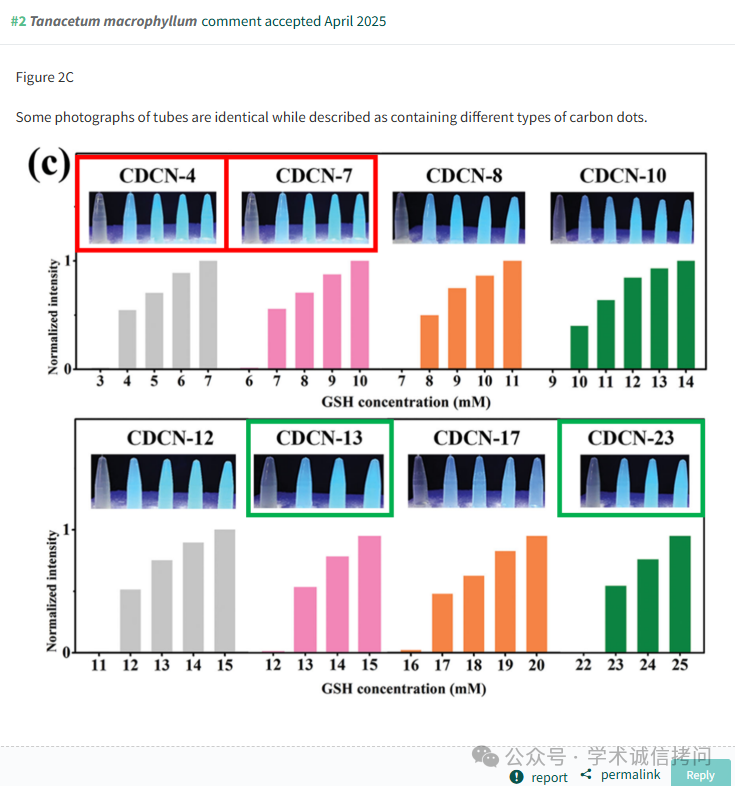 #2 Tanacetum macrophyllum comment accepted April 2025
Figure 2C
Some photographs of tubes are identical while described as containing different types of carbon dots.
(c)
CDCN-4 CDCN-7 CDCN-8 CDCN-10
Normalized intensity
1
0
3 4 5 6 7 6 7 8 9 10 7 8 9 10 11 9 10 11 12 13 14
GSH concentration (mM)
CDCN-12 CDCN-13 CDCN-17 CDCN-23
Normalized intensity
1
0
11 12 13 14 15 12 13 14 15 16 17 18 19 20 22 23 24 25
GSH concentration (mM)
公众号 · 学术诚信拷问
report permalink Reply